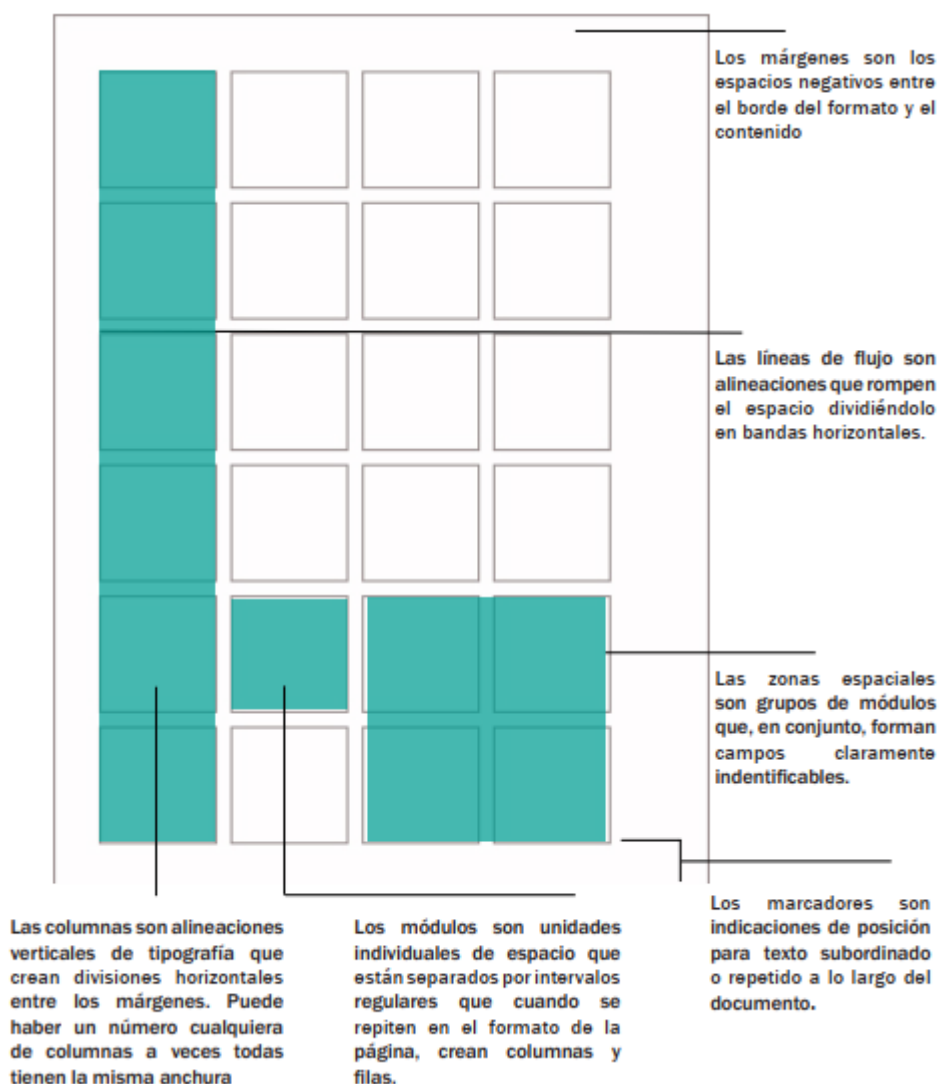 Los márgenes son los
espacios negativos entre
el borde del formato y el
contenido
Las líneas de flujo son
alineaciones que rompen
el espacio dividiéndolo
en bandas horizontales.
Las zonas espaciales
son grupos de módulos
que, en conjunto, forman
campos claramente
indentificables.
Los marcadores son
indicaciones de posición
para texto subordinado
o repetido a lo largo del
documento.
Las columnas son alineaciones
verticales de tipografía que
crean divisiones horizontales
entre los márgenes. Puede
haber un número cualquiera
de columnas a veces todas
tienen la misma anchura
Los módulos son unidades
individuales de espacio que
están separados por intervalos
regulares que cuando se
repiten en el formato de la
página, crean columnas y
filas.